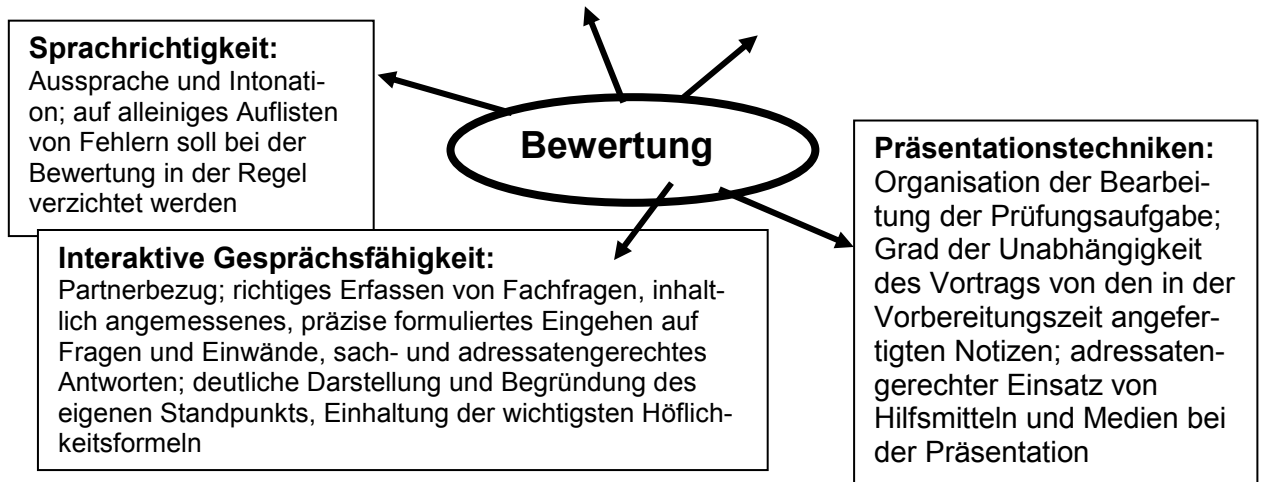 Sprachrichtigkeit:
Aussprache und Intonati-
on; auf alleiniges Auflisten
von Fehlern soll bei der
Bewertung in der Regel
verzichtet werden
Bewertung
Präsentationstechniken:
Organisation der Bearbei-
tung der Prüfungsaufgabe;
Grad der Unabhängigkeit
des Vortrags von den in der
Vorbereitungszeit angefer-
tigten Notizen; adressaten-
gerechter Einsatz von
Hilfsmitteln und Medien bei
der Präsentation
Interaktive Gesprächsfähigkeit:
Partnerbezug; richtiges Erfassen von Fachfragen, inhalt-
lich angemessenes, präzise formuliertes Eingehen auf
Fragen und Einwände, sach- und adressatengerechtes
Antworten; deutliche Darstellung und Begründung des
eigenen Standpunkts, Einhaltung der wichtigsten Höflich-
keitsformeln